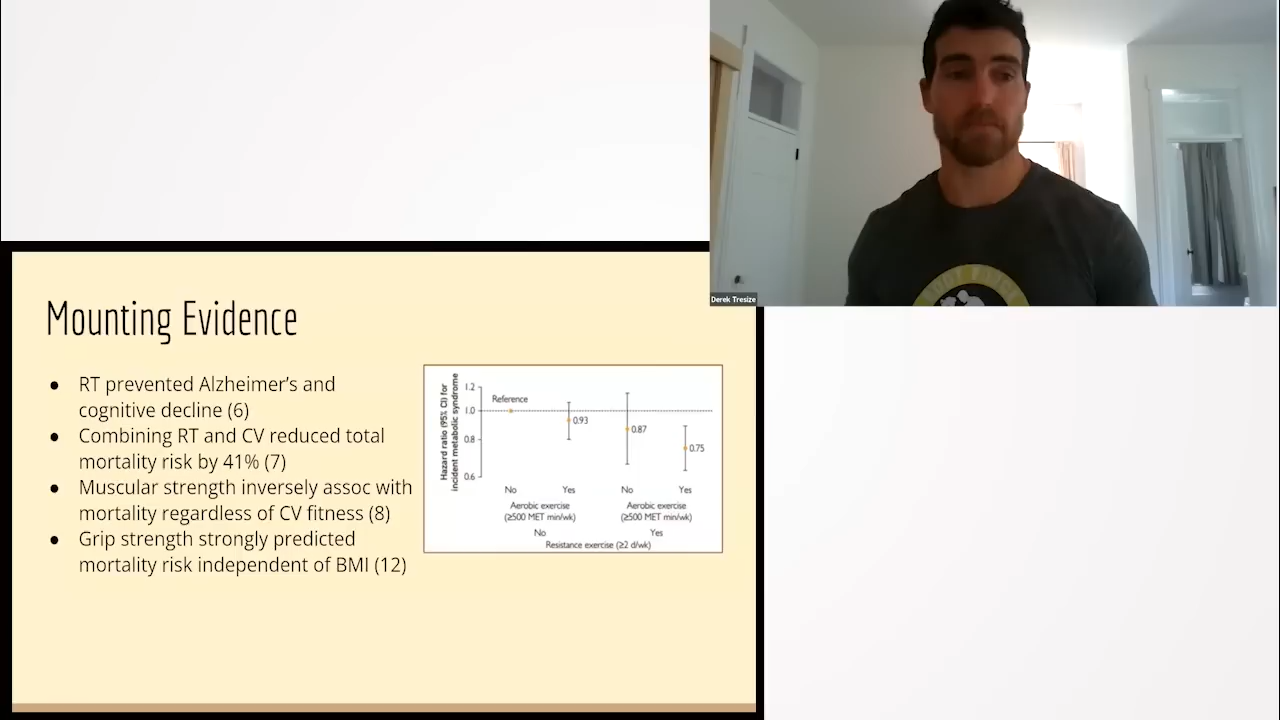 Derek Tresize
Mounting Evidence
● RT prevented Alzheimer's and
cognitive decline (6)
● Combining RT and CV reduced total
mortality risk by 41% (7)
● Muscular strength inversely assoc with
mortality regardless of CV fitness (8)
● Grip strength strongly predicted
mortality risk independent of BMI (12)
Hazard ratio (95% CI) for
incident metabolic syndrome
1.2
1.0
0.8
0.6
Reference
0.93
0.87
0.75
No Yes No Yes
Aerobic exercise Aerobic exercise
(≥500 MET min/wk) (≥500 MET min/wk)
No Yes
Resistance exercise (≥2 d/wk)